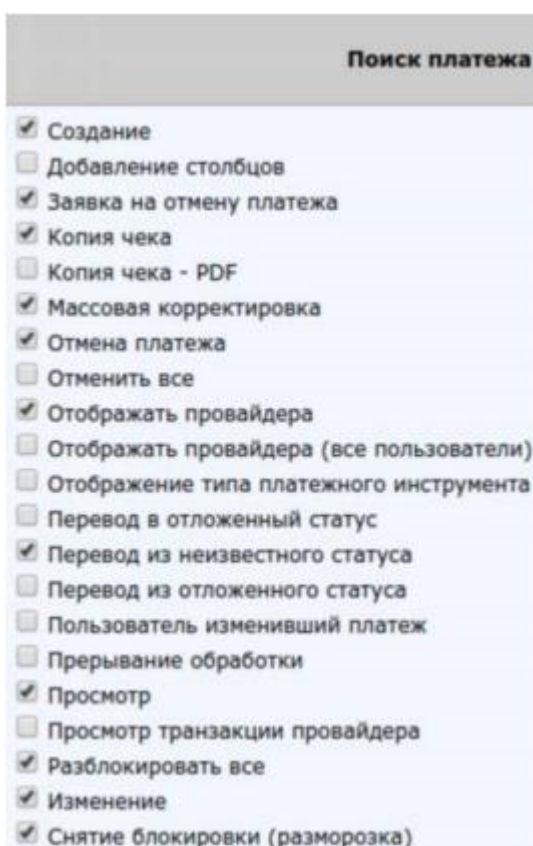 Поиск платежа
Создание
Добавление столбцов
Заявка на отмену платежа
Копия чека
Копия чека - PDF
Массовая корректировка
Отмена платежа
Отменить все
Отображать провайдера
Отображать провайдера (все пользователи)
Отображение типа платежного инструмента
Перевод в отложенный статус
Перевод из неизвестного статуса
Перевод из отложенного статуса
Пользователь изменивший платеж
Прерывание обработки
Просмотр
Просмотр транзакции провайдера
Разблокировать все
Изменение
Снятие блокировки (разморозка)